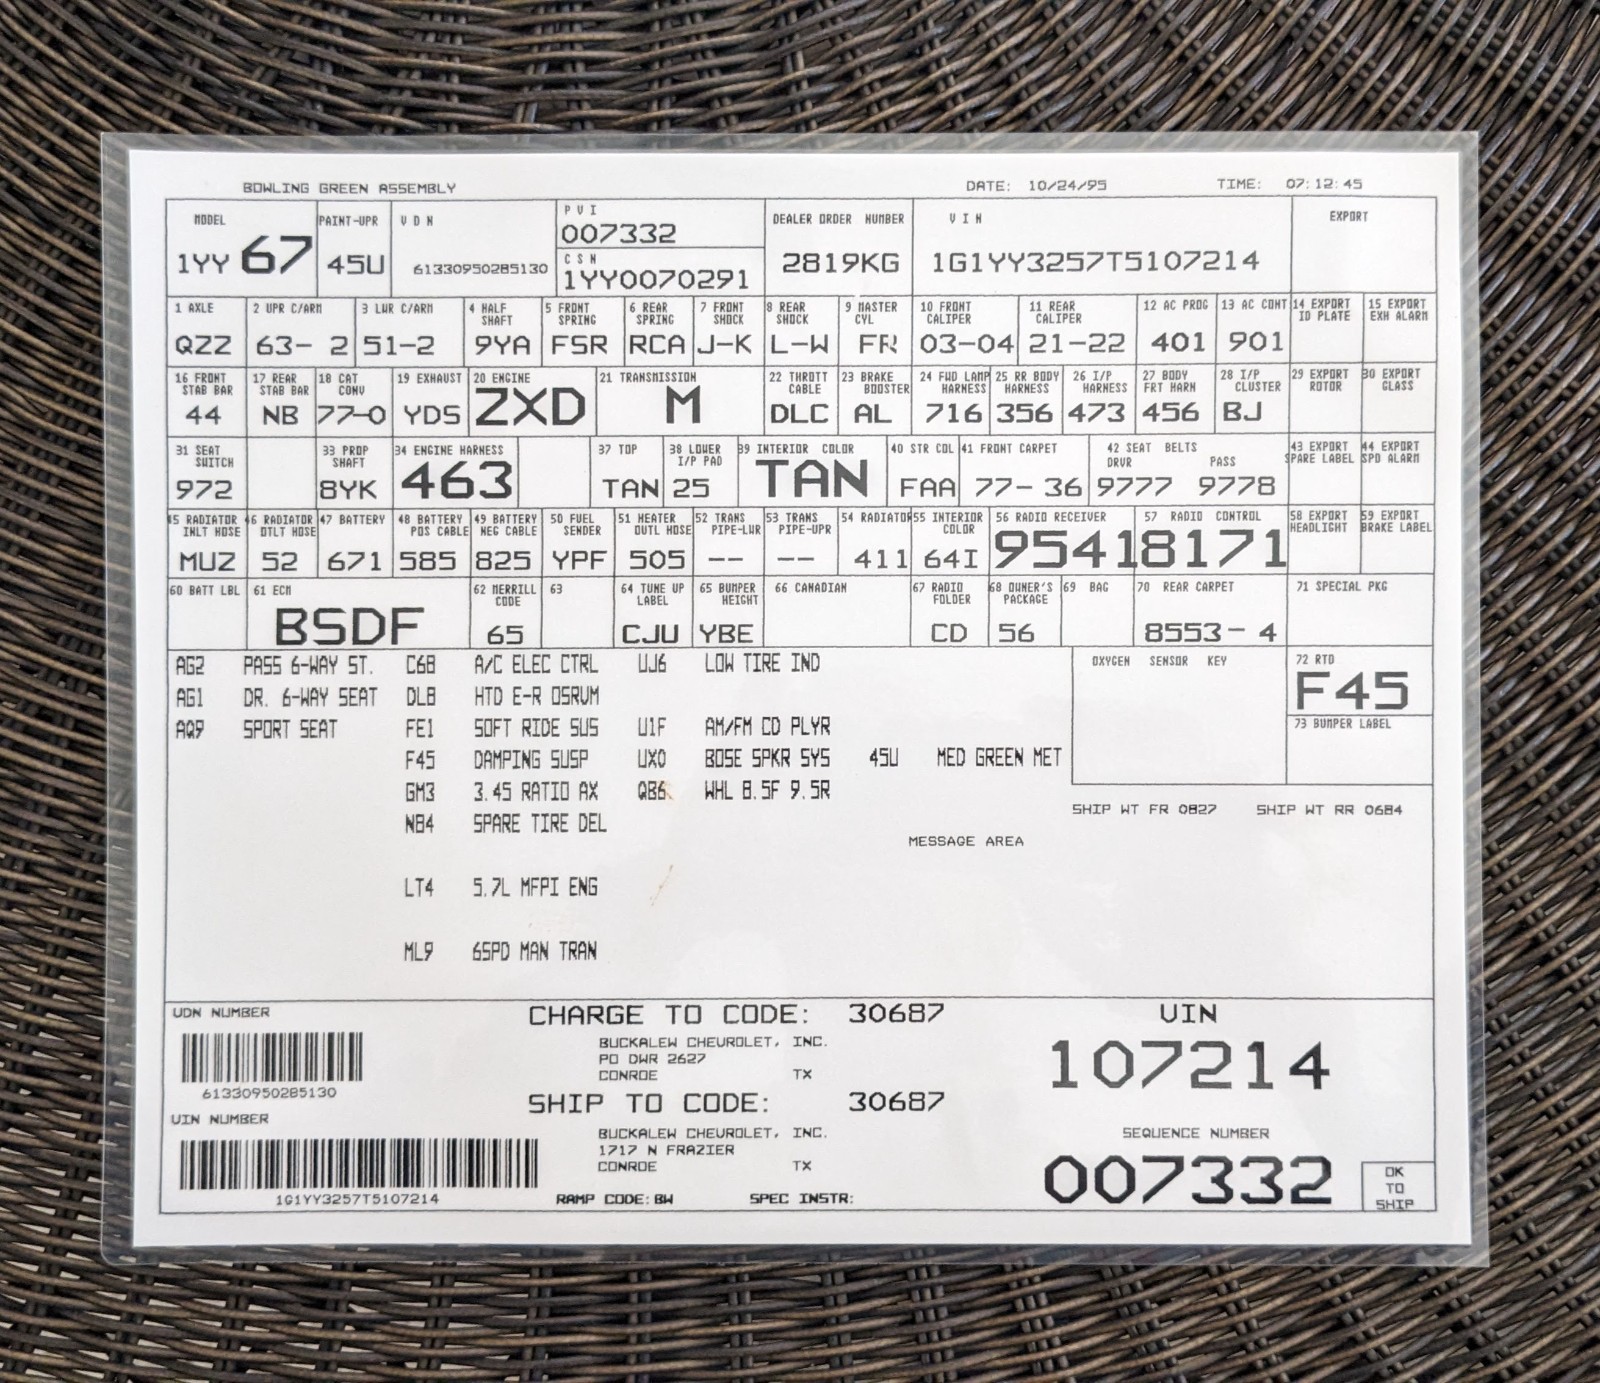 BOWLING GREEN ASSEMBLY DATE: 10/24/95 TIME: 07:12:45
MODEL PAINT-UPR VDN PVI DEALER ORDER NUMBER VIN EXPORT
1YY 67 45U 61330950285130 007332 2819KG 1G1YY3257T5107214
CSN
1YY0070291
1 AXLE 2 UPR C/ARM 3 LWR C/ARM 4 HALF SHAFT 5 FRONT SPRING 6 REAR SPRING 7 FRONT SHOCK 8 REAR SHOCK 9 MASTER CYL 10 FRONT CALIPER 11 REAR CALIPER 12 AC PROG 13 AC CONT 14 EXPORT ID PLATE 15 EXPORT EXH ALARM
QZZ 63- 2 51-2 9YA FSR RCA J-K L-W FR 03-04 21-22 401 901
16 FRONT STAB BAR 17 REAR STAB BAR 18 CAT CONV 19 EXHAUST 20 ENGINE 21 TRANSMISSION 22 THROTT CABLE 23 BRAKE BOOSTER 24 FWD LAMP HARNESS 25 RR BODY HARNESS 26 I/P HARNESS 27 BODY FRT HARN 28 I/P CLUSTER 29 EXPORT ROTOR 30 EXPORT GLASS
44 NB 77-0 YDS ZXD M DLC AL 716 356 473 456 BJ
31 SEAT SWITCH 33 PROP SHAFT 34 ENGINE HARNESS 37 TOP 38 LOWER I/P PAD 39 INTERIOR COLOR 40 STR COL 41 FRONT CARPET 42 SEAT BELTS DRVR PASS 43 EXPORT SPARE LABEL 44 EXPORT SPD ALARM
972 8YK 463 TAN 25 TAN FAA 77- 36 9777 9778
45 RADIATOR INLT HOSE 46 RADIATOR OTLT HOSE 47 BATTERY 48 BATTERY POS CABLE 49 BATTERY NEG CABLE 50 FUEL SENDER 51 HEATER OUTL HOSE 52 TRANS PIPE-LWR 53 TRANS PIPE-UPR 54 RADIATOR 55 INTERIOR COLOR 56 RADIO RECEIVER 57 RADIO CONTROL 58 EXPORT HEADLIGHT 59 EXPORT BRAKE LABEL
MUZ 52 671 585 825 YPF 505 -- -- 411 64I 9541 8171
60 BATT LBL 61 ECM 62 MERRILL CODE 63 64 TUNE UP LABEL 65 BUMPER HEIGHT 66 CANADIAN 67 RADIO FOLDER 68 OWNER'S PACKAGE 69 BAG 70 REAR CARPET 71 SPECIAL PKG
BSDF 65 CJU YBE CD 56 8553- 4
AG2 PASS 6-WAY ST. C68 A/C ELEC CTRL UJ6 LOW TIRE IND OXYGEN SENSOR KEY 72 RTD
AG1 DR. 6-WAY SEAT DL8 HTD E-R OSRVM F45
AQ9 SPORT SEAT FE1 SOFT RIDE SUS U1F AM/FM CD PLYR 73 BUMPER LABEL
F45 DAMPING SUSP UX0 BOSE SPKR SYS 45U MED GREEN MET
GM3 3.45 RATIO AX QB6 WHL 8.5F 9.5R
SHIP WT FR 0827 SHIP WT RR 0684
N84 SPARE TIRE DEL
MESSAGE AREA
LT4 5.7L MFPI ENG
ML9 6SPD MAN TRAN
VDN NUMBER CHARGE TO CODE: 30687 VIN
BUCKALEW CHEVROLET, INC. 107214
PO DWR 2627
CONROE TX
61330950285130
SHIP TO CODE: 30687
VIN NUMBER
BUCKALEW CHEVROLET, INC. SEQUENCE NUMBER
1717 N FRAZIER 007332
CONROE TX
1G1YY3257T5107214 RAMP CODE: BW SPEC INSTR:
OK
TO
SHIP